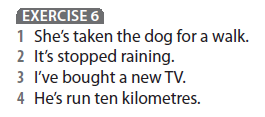 EXERCISE 6
1 She's taken the dog for a walk.
2 It's stopped raining.
3 I've bought a new TV.
4 He's run ten kilometres.